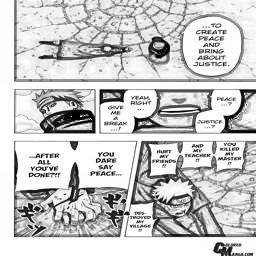 ...TO
CREATE
PEACE
AND
BRING
ABOUT
JUSTICE.
PEACE
...?
JUSTICE
...?
YEAH,
RIGHT
...
GIVE
ME A
BREAK
...!
YOU
KILLED
MY
MASTER
!!
AND
MY
TEACHER
!!
HURT MY
FRIENDS
!!
DES-
TROYED MY
VILLAGE
!!
YOU
DARE
SAY
PEACE...
...AFTER
ALL
YOU'VE
DONE?!!
COLORED
MANGA.COM